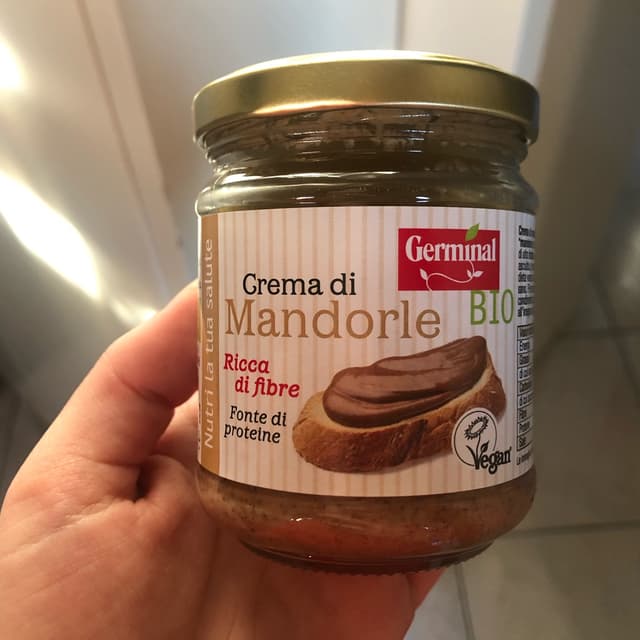 Germinal
BIO
Crema di
Mandorle
Ricca
di fibre
Fonte di
proteine
Vegan
Nutri la tua salute